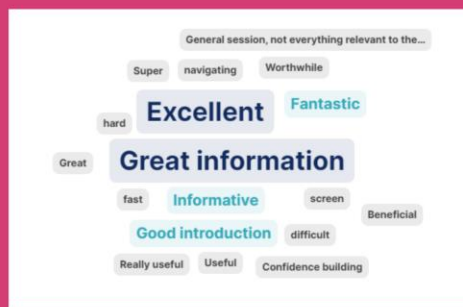 General session, not everything relevant to the...
Super
navigating
Worthwhile
Excellent
Fantastic
hard
Great information
Great
fast
Informative
screen
Beneficial
Good introduction
difficult
Really useful
Useful
Confidence building